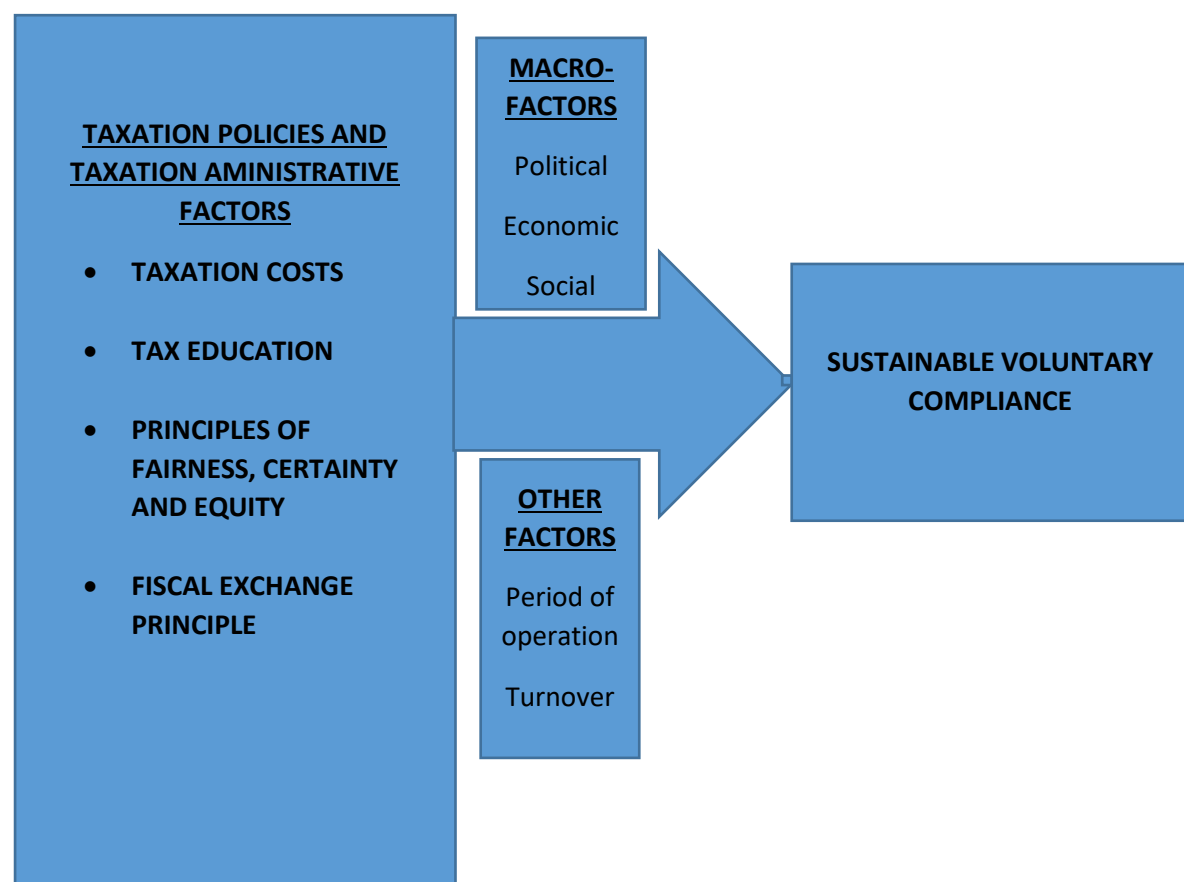 TAXATION POLICIES AND
TAXATION AMINISTRATIVE
FACTORS
• TAXATION COSTS
• TAX EDUCATION
• PRINCIPLES OF
FAIRNESS, CERTAINTY
AND EQUITY
• FISCAL EXCHANGE
PRINCIPLE
MACRO-
FACTORS
Political
Economic
Social
OTHER
FACTORS
Period of
operation
Turnover
SUSTAINABLE VOLUNTARY
COMPLIANCE